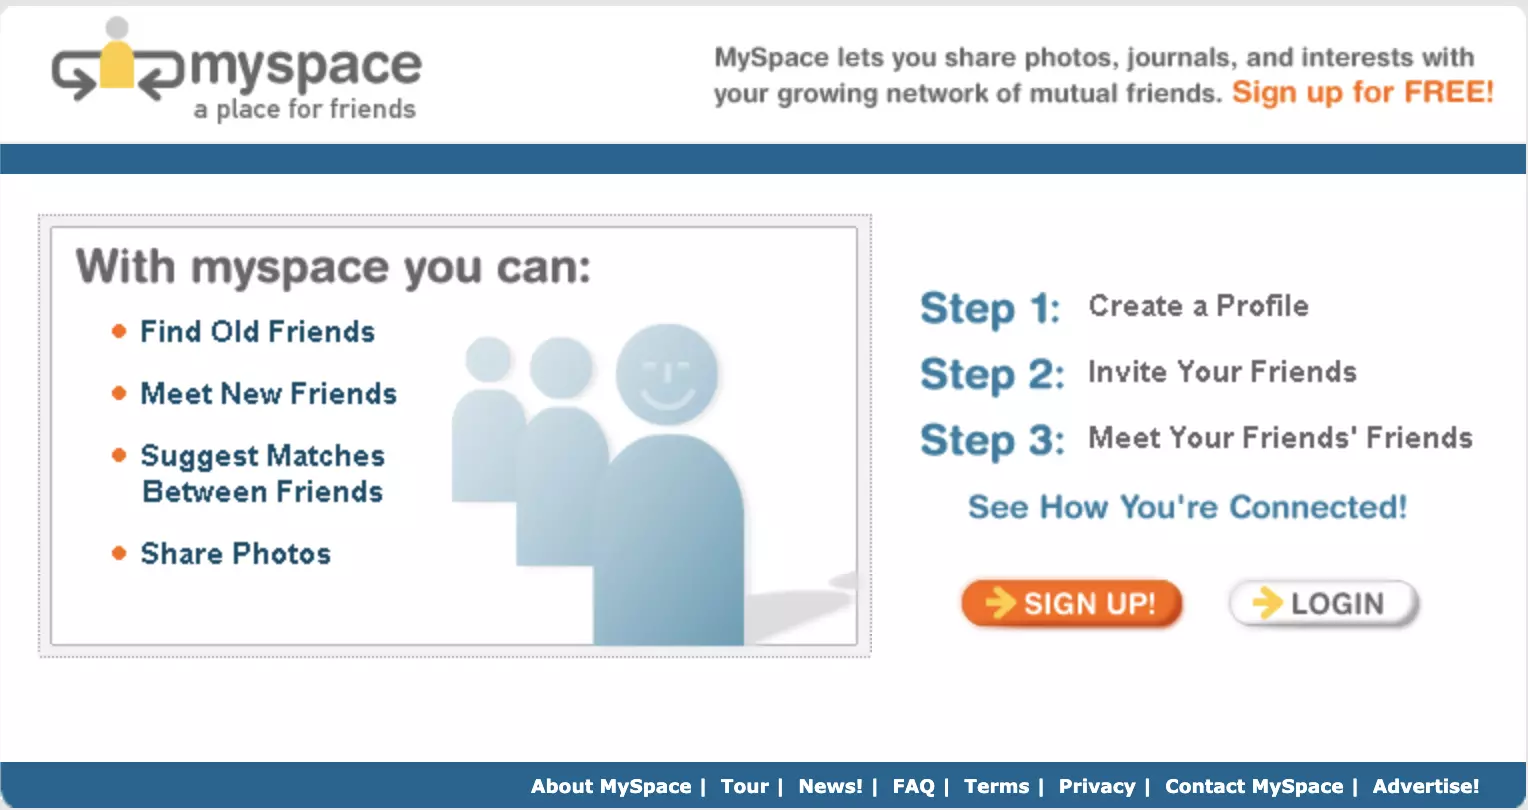 myspace
a place for friends
MySpace lets you share photos, journals, and interests with
your growing network of mutual friends. Sign up for FREE!
With myspace you can:
Find Old Friends
Meet New Friends
Suggest Matches
Between Friends
Share Photos
Step 1: Create a Profile
Step 2: Invite Your Friends
Step 3: Meet Your Friends' Friends
See How You're Connected!
SIGN UP!
LOGIN
About MySpace | Tour | News! | FAQ | Terms | Privacy | Contact MySpace | Advertise!